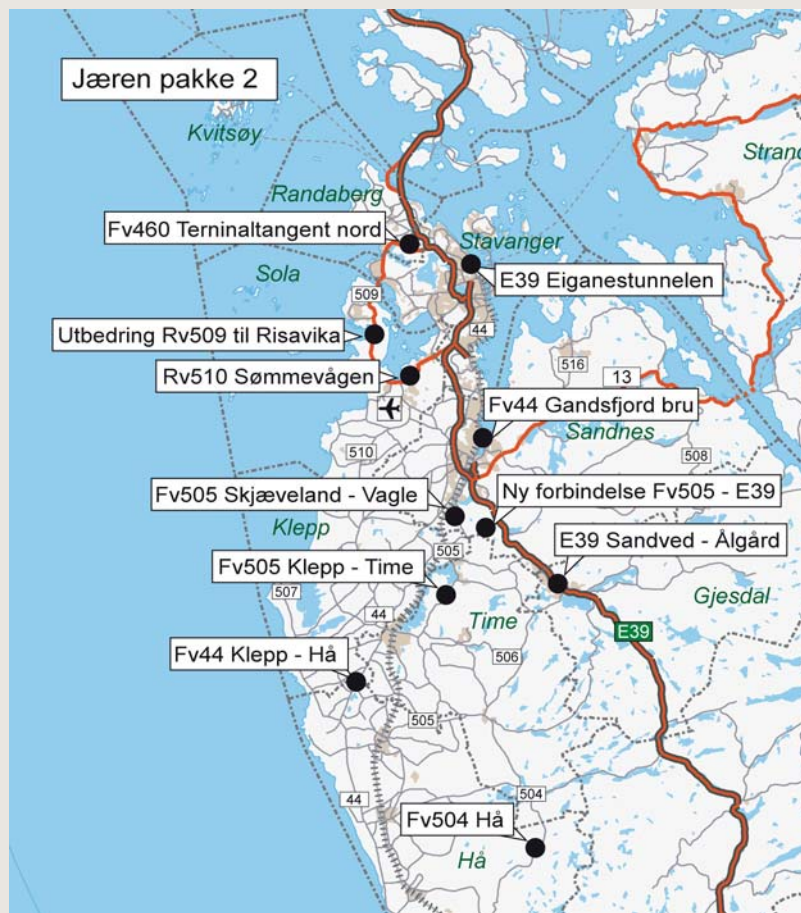 Jæren pakke 2
Kvitsøy
Strand
Randaberg
Fv460 Terninaltangent nord
Stavanger
Sola
E39 Eiganestunnelen
509
Utbedring Rv509 til Risavika
44
516
Rv510 Sømmevågen
13
Fv44 Gandsfjord bru
Sandnes
510
508
Fv505 Skjæveland - Vagle
Ny forbindelse Fv505 - E39
Klepp
505
E39 Sandved - Ålgård
Fv505 Klepp - Time
507
Gjesdal
44
Time
E39
Fv44 Klepp - Hå
506
505
504
44
Fv504 Hå
Hå